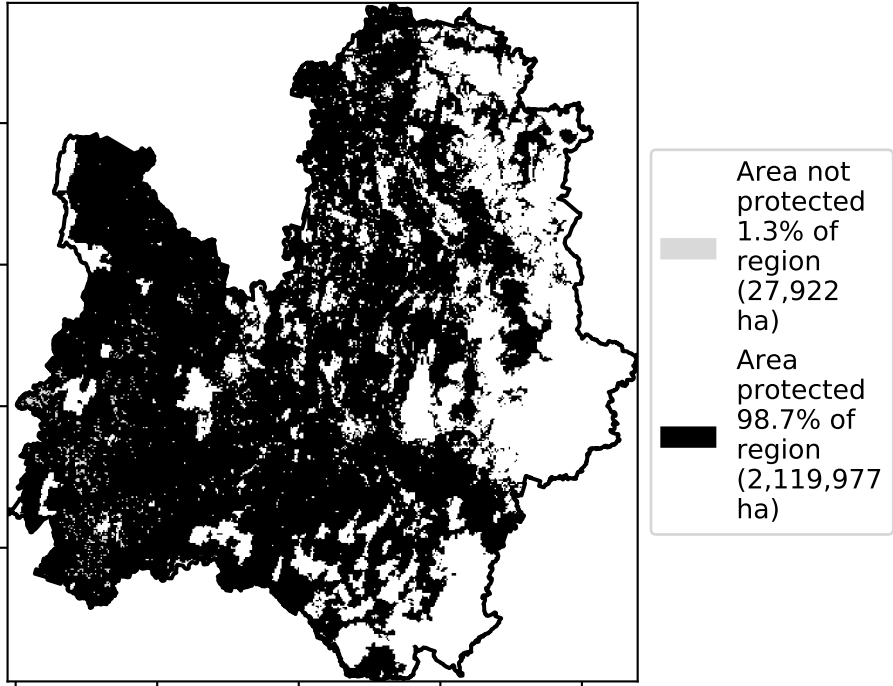 Area not
protected
1.3% of
region
(27,922
ha)
Area
protected
98.7% of
region
(2,119,977
ha)